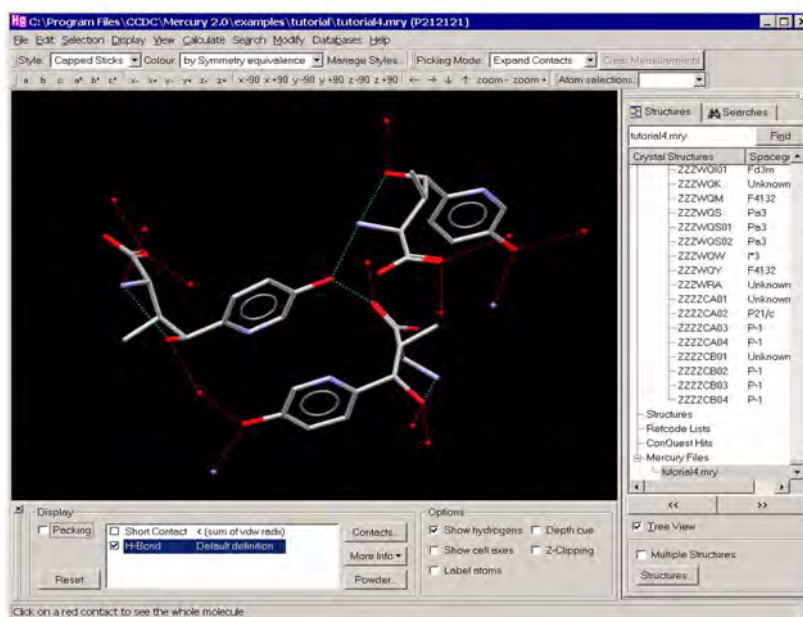 Hg C:\Program Files\CCDC\Mercury 2.0\examples\tutorial\tutorial4.mry (P212121)
File Edit Selection Display View Calculate Search Modify Databases Help
Style: Capped Sticks Colour: by Symmetry equivalence Manage Styles... Picking Mode: Expand Contacts Clear Measurements
a b c a* b* c* x- x+ y- y+ z- z+ x-90 x+90 y-90 y+90 z-90 z+90 ← → ↓ ↑ zoom- zoom+ Atom selections:
Structures Searches
tutorial4.mry Find
Crystal Structures Spacegr
ZZZWQI01 Fd3m
ZZZWQK Unknown
ZZZWQM F4132
ZZZWQS Pa3
ZZZWQS01 Pa3
ZZZWQS02 Pa3
ZZZWQW I*3
ZZZWQY F4132
ZZZWRA Unknown
ZZZZCA01 Unknown
ZZZZCA02 P21/c
ZZZZCA03 P-1
ZZZZCA04 P-1
ZZZZCB01 Unknown
ZZZZCB02 P-1
ZZZZCB03 P-1
ZZZZCB04 P-1
Structures
Refcode Lists
ConQuest Hits
Mercury Files
tutorial4.mry
<< >>
Tree View
Multiple Structures
Structures...
Display
Packing
Reset
Short Contact < (sum of vdw radii)
H-Bond Default definition
Contacts...
More Info
Powder...
Options
Show hydrogens Depth cue
Show cell axes Z-Clipping
Label atoms
Click on a red contact to see the whole molecule